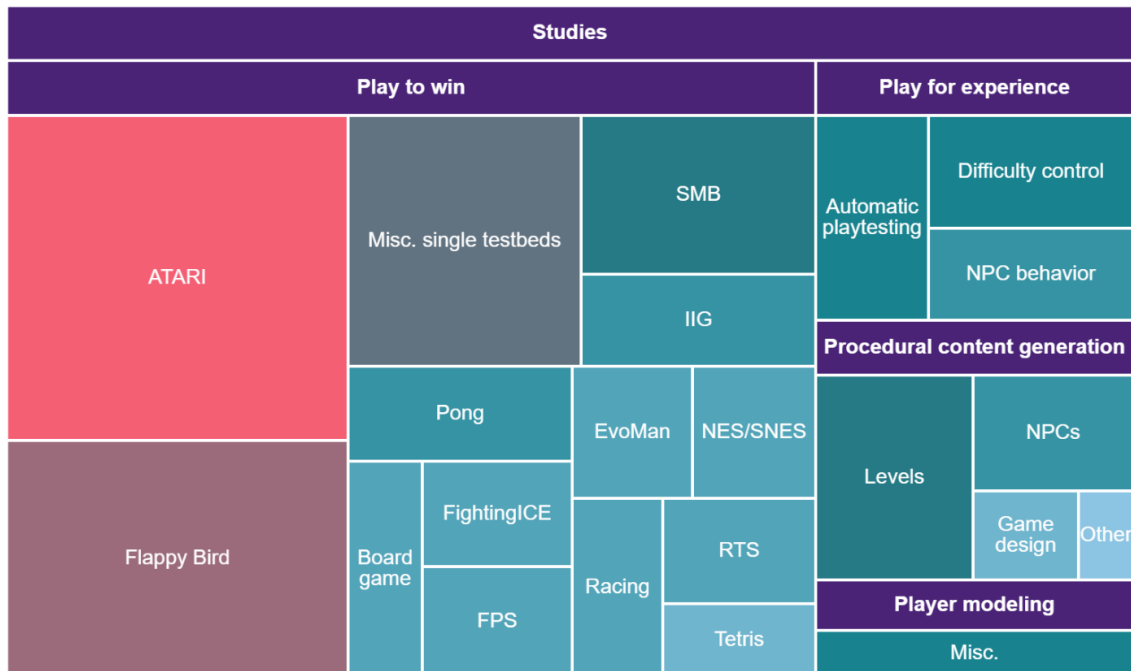 Studies
Play to win
Play for experience
ATARI
Misc. single testbeds
SMB
Automatic
playtesting
Difficulty control
NPC behavior
IIG
Procedural content generation
Pong
EvoMan
NES/SNES
Levels
NPCs
Flappy Bird
Board
game
FightingICE
FPS
Racing
RTS
Tetris
Game
design
Other
Player modeling
Misc.